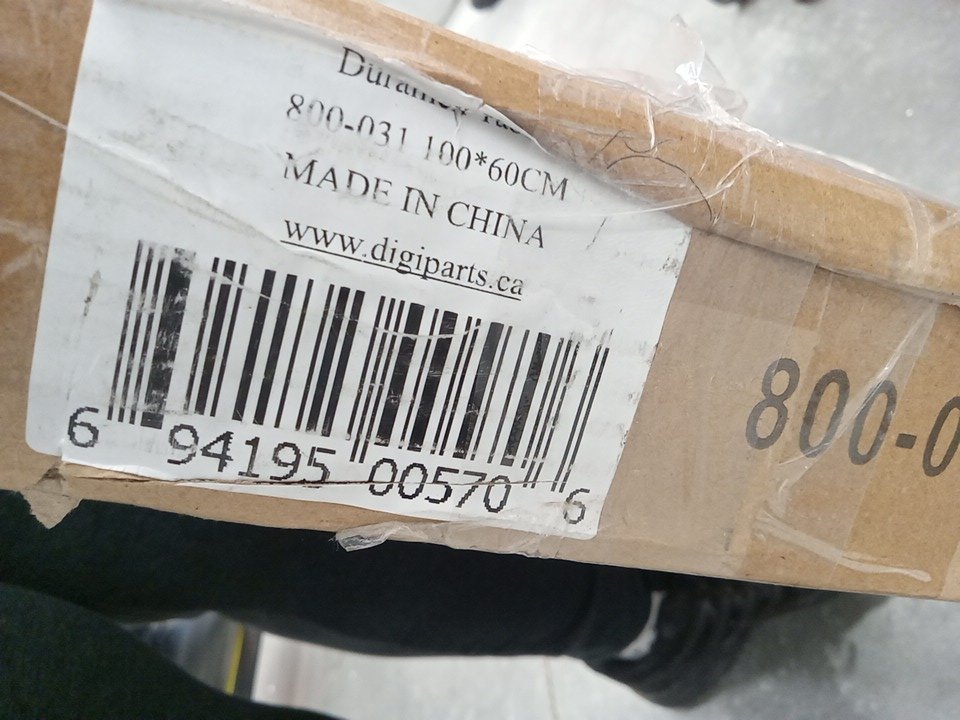 800-031 100*60CM
MADE IN CHINA
www.digiparts.ca
6 94195 00570 6
800-0